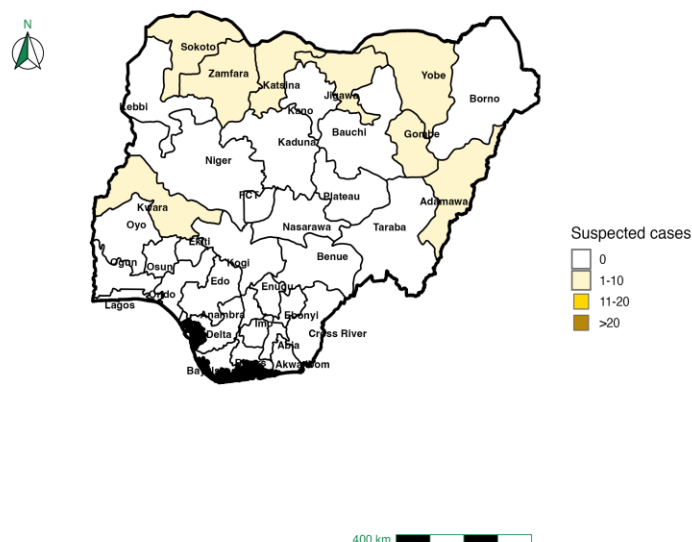 N
Sokoto
Zamfara
Katsina
Jigawa
Yobe
Borno
Kebbi
Kano
Kaduna
Bauchi
Gombe
Niger
FCT
Plateau
Adamawa
Kwara
Oyo
Nasarawa
Taraba
Ekiti
Ogun
Osun
Kogi
Benue
Edo
Enugu
Ondo
Lagos
Anambra
Imo
Ebonyi
Delta
Cross River
Abia
Rivers
Bayelsa
Akwa Ibom
Suspected cases
0
1-10
11-20
>20
400 km